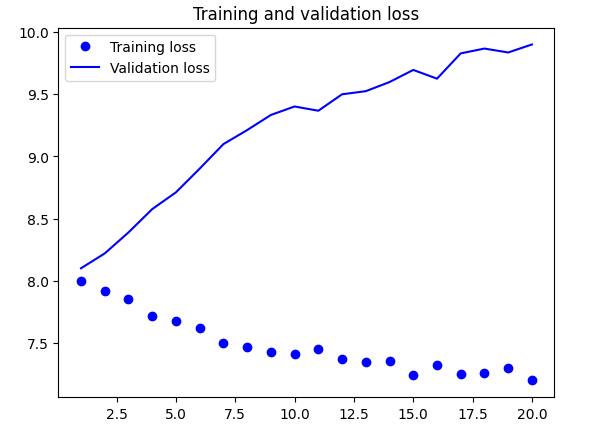 Training and validation loss
Training loss
Validation loss
10.0
9.5
9.0
8.5
8.0
7.5
2.5 5.0 7.5 10.0 12.5 15.0 17.5 20.0